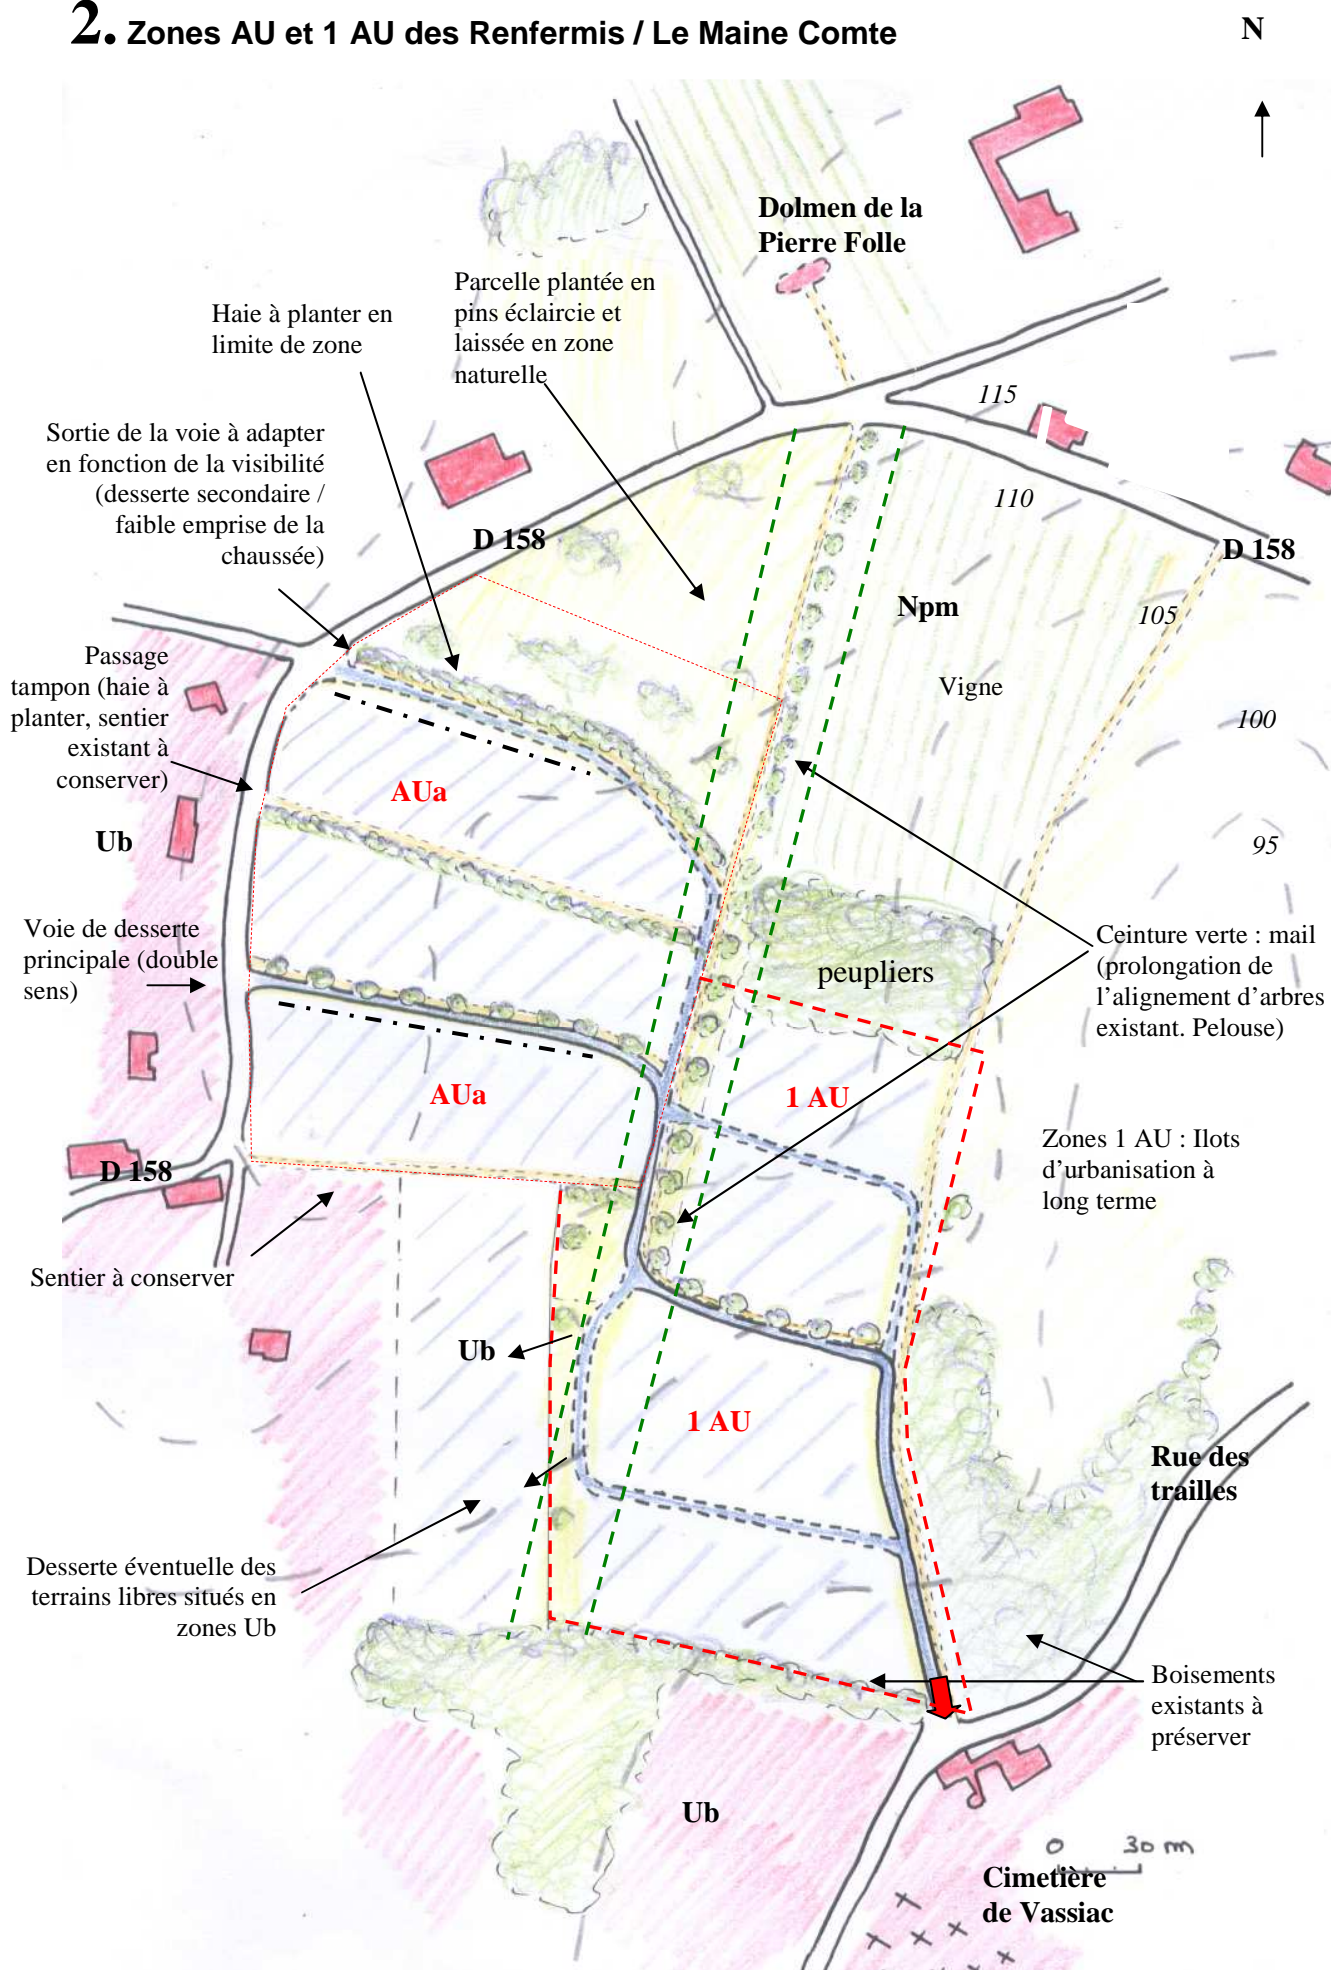 2. Zones AU et 1 AU des Renfermis / Le Maine Comte
N
Dolmen de la
Pierre Folle
Parcelle plantée en
pins éclaircie et
laissée en zone
naturelle
Haie à planter en
limite de zone
115
Sortie de la voie à adapter
en fonction de la visibilité
(desserte secondaire /
faible emprise de la
chaussée)
110
D 158
D 158
Npm
105
Passage
tampon (haie à
planter, sentier
existant à
conserver)
Vigne
100
AUa
Ub
95
Voie de desserte
principale (double
sens)
Ceinture verte : mail
(prolongation de
l'alignement d'arbres
existant. Pelouse)
peupliers
AUa
1 AU
Zones 1 AU : Ilots
d'urbanisation à
long terme
D 158
Sentier à conserver
Ub
1 AU
Rue des
trailles
Desserte éventuelle des
terrains libres situés en
zones Ub
Boisements
existants à
préserver
Ub
0 30 m
Cimetière
de Vassiac